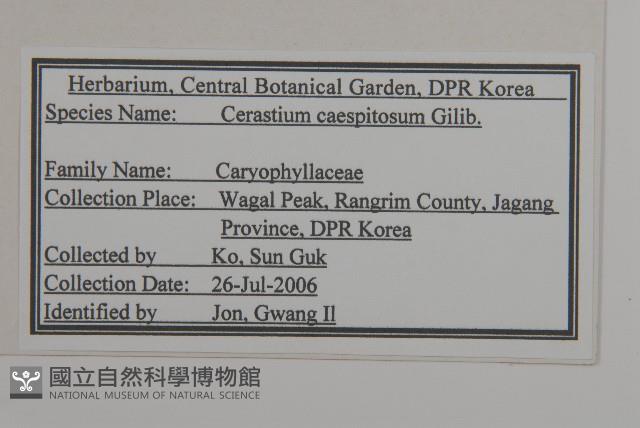 Herbarium, Central Botanical Garden, DPR Korea
Species Name: Cerastium caespitosum Gilib.
Family Name: Caryophyllaceae
Collection Place: Wagal Peak, Rangrim County, Jagang
Province, DPR Korea
Collected by Ko, Sun Guk
Collection Date: 26-Jul-2006
Identified by Jon, Gwang Il
國立自然科學博物館
NATIONAL MUSEUM OF NATURAL SCIENCE